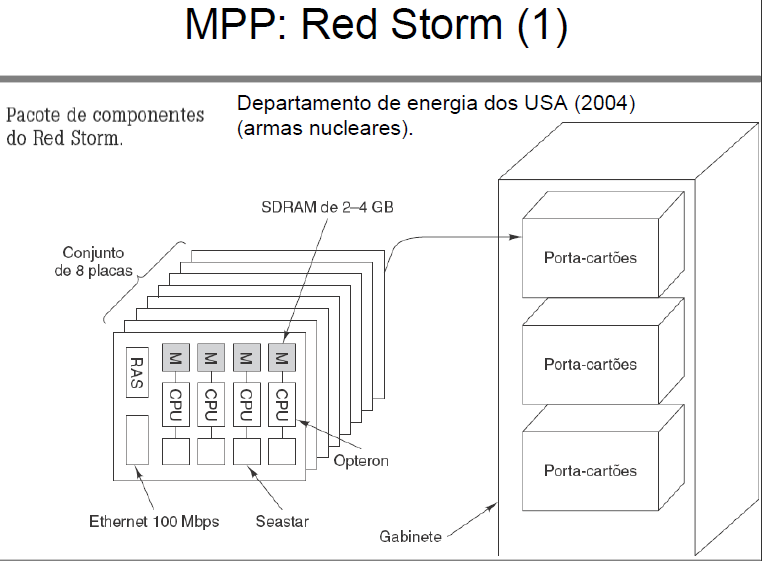 MPP: Red Storm (1)
Pacote de componentes
do Red Storm.
Departamento de energia dos USA (2004)
(armas nucleares).
SDRAM de 2–4 GB
Conjunto
de 8 placas
RAS
M
M
M
M
CPU
CPU
CPU
CPU
Opteron
Ethernet 100 Mbps
Seastar
Porta-cartões
Porta-cartões
Porta-cartões
Gabinete